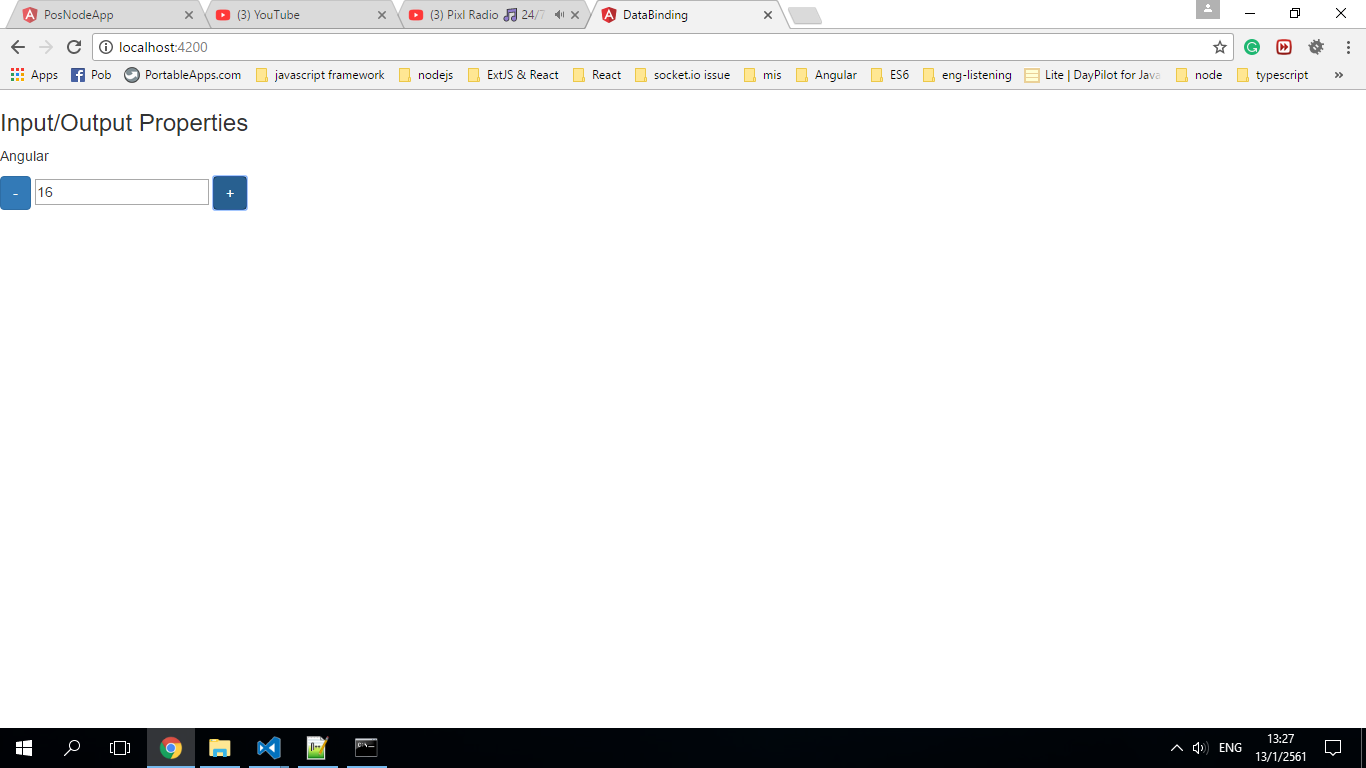 PosNodeApp
(3) YouTube
(3) Pixl Radio 🎵 24/7
DataBinding
localhost:4200
Apps
Pob
PortableApps.com
javascript framework
nodejs
ExtJS & React
React
socket.io issue
mis
Angular
ES6
eng-listening
Lite | DayPilot for Java
node
typescript
»
Input/Output Properties
Angular
-
16
+
ENG
13:27
13/1/2561